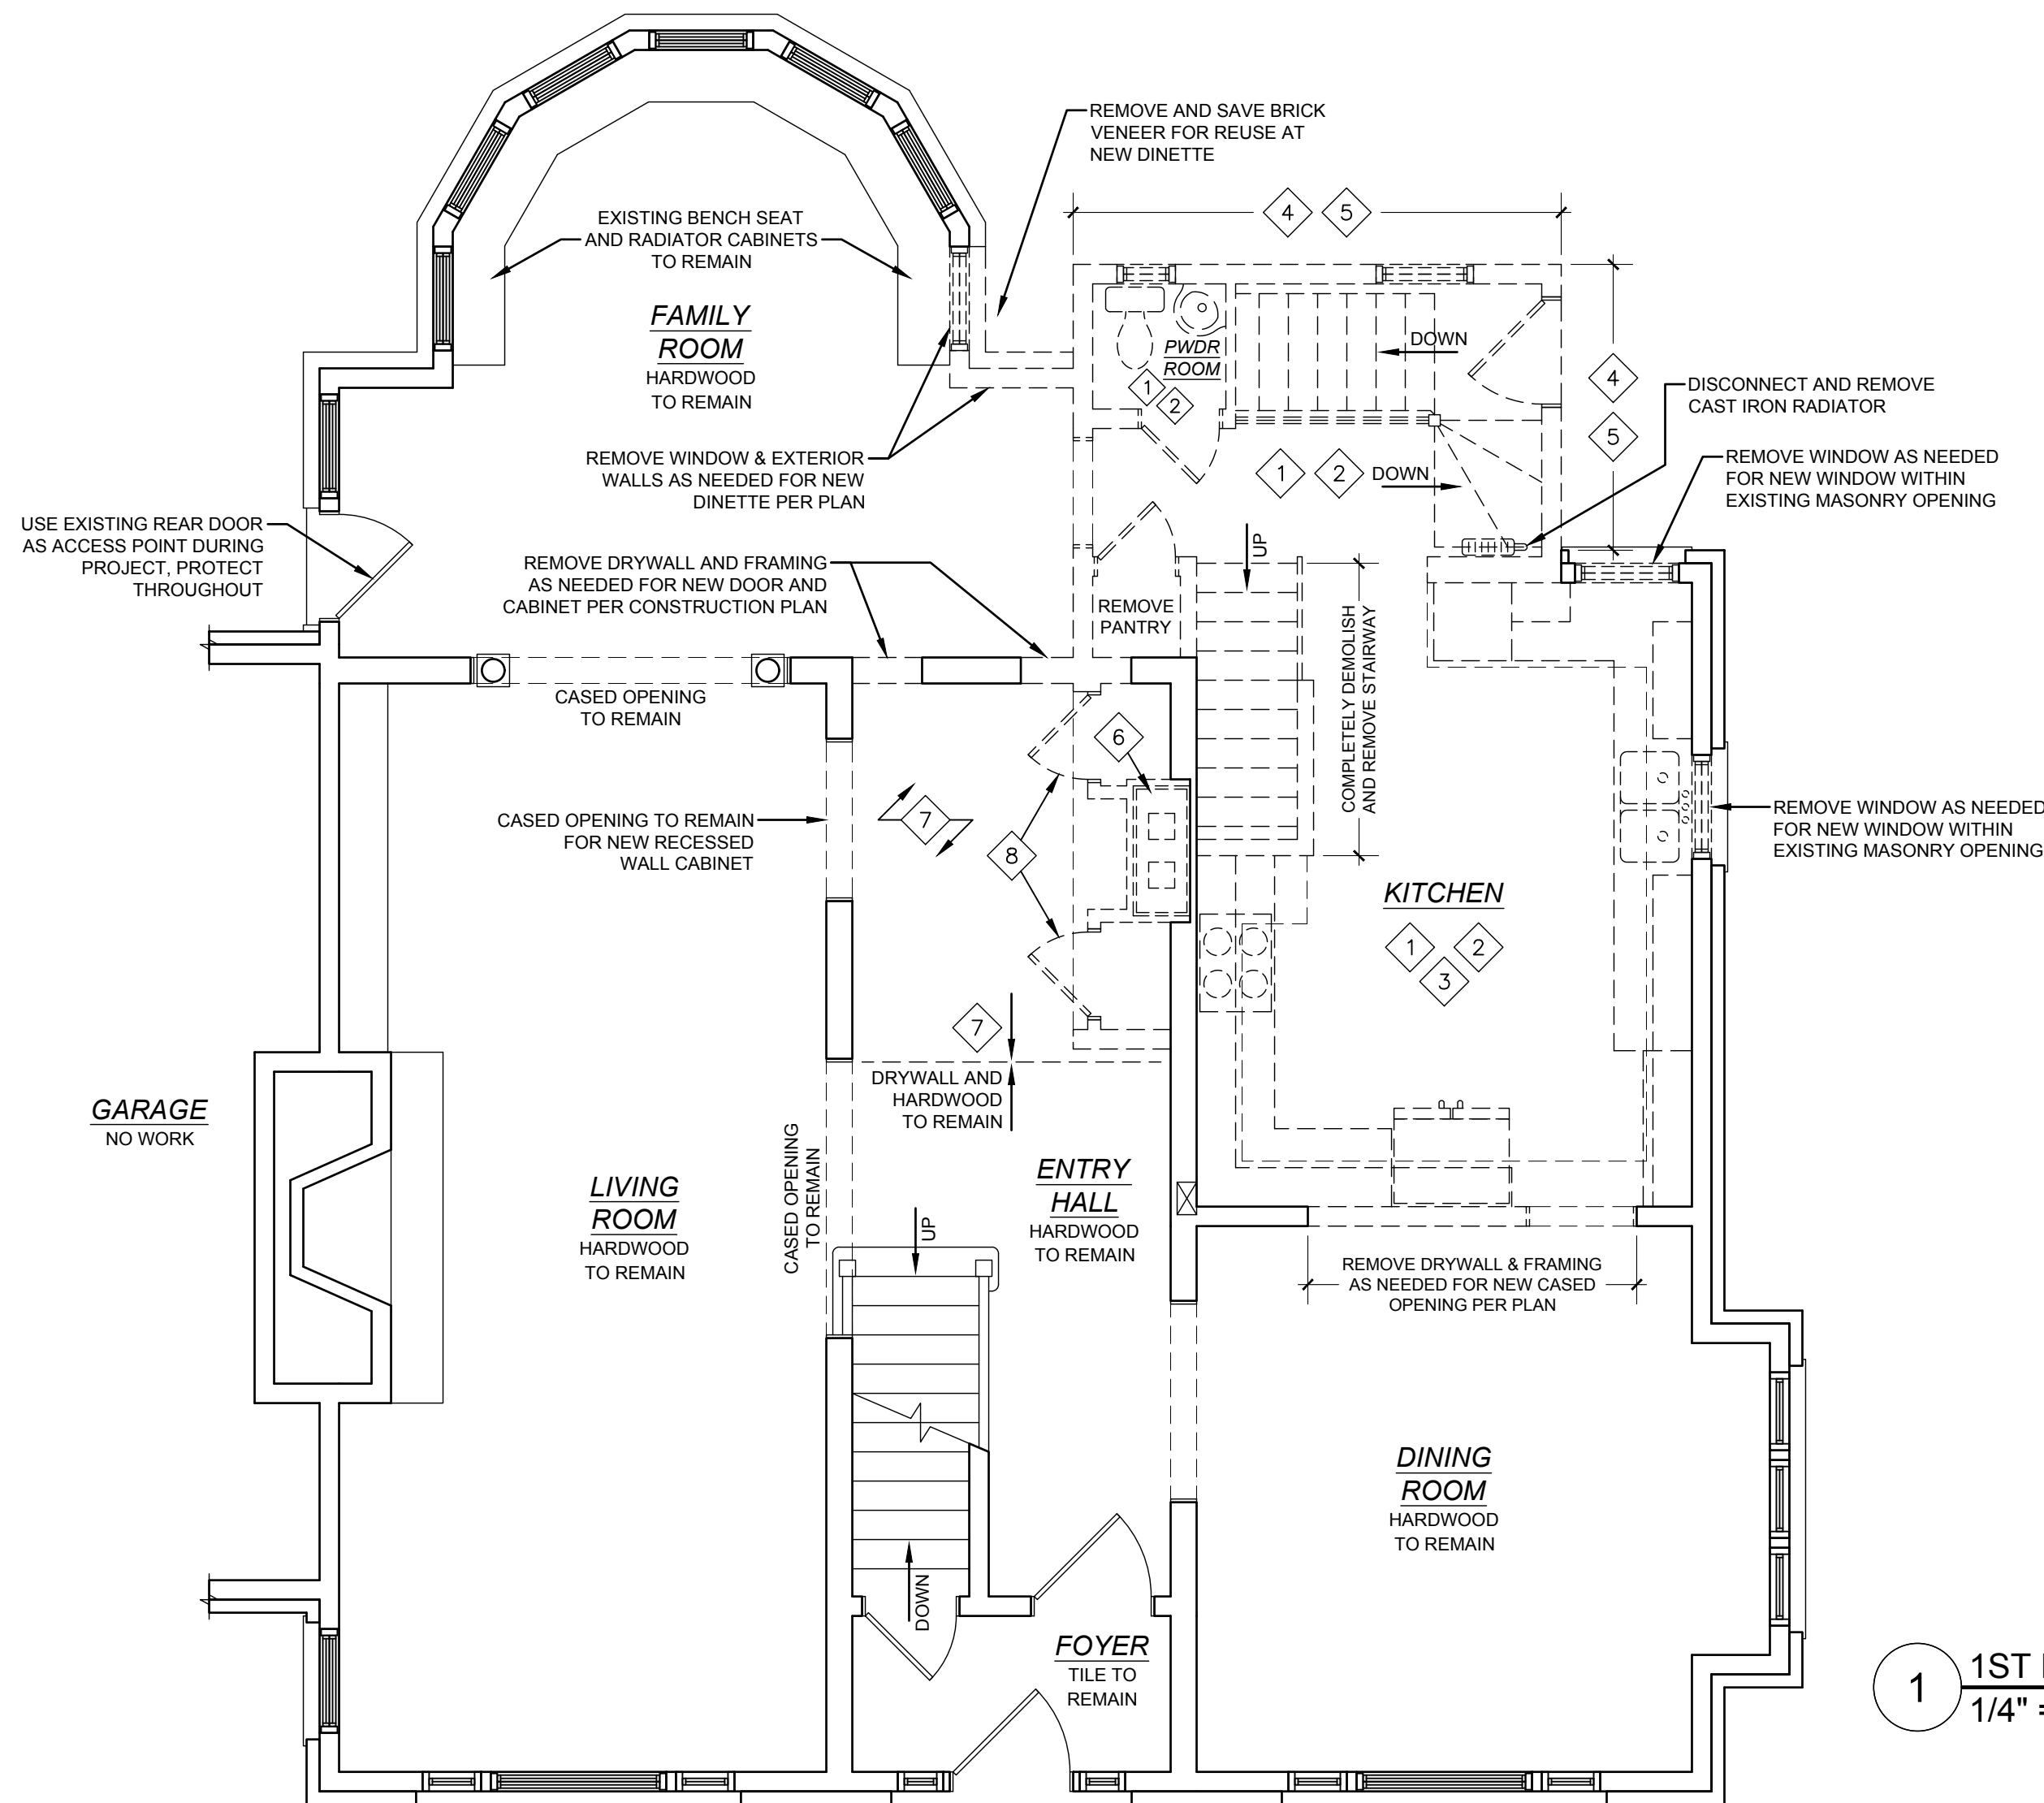 REMOVE AND SAVE BRICK
VENEER FOR REUSE AT
NEW DINETTE
4 5
EXISTING BENCH SEAT
AND RADIATOR CABINETS
TO REMAIN
FAMILY
ROOM
HARDWOOD
TO REMAIN
PWDR
ROOM
1
2
DOWN
4
5
DISCONNECT AND REMOVE
CAST IRON RADIATOR
REMOVE WINDOW & EXTERIOR
WALLS AS NEEDED FOR NEW
DINETTE PER PLAN
1 2
DOWN
REMOVE WINDOW AS NEEDED
FOR NEW WINDOW WITHIN
EXISTING MASONRY OPENING
USE EXISTING REAR DOOR
AS ACCESS POINT DURING
PROJECT, PROTECT
THROUGHOUT
REMOVE DRYWALL AND FRAMING
AS NEEDED FOR NEW DOOR AND
CABINET PER CONSTRUCTION PLAN
UP
REMOVE
PANTRY
COMPLETELY DEMOLISH
AND REMOVE STAIRWAY
CASED OPENING
TO REMAIN
6
CASED OPENING TO REMAIN
FOR NEW RECESSED
WALL CABINET
7
8
REMOVE WINDOW AS NEEDED
FOR NEW WINDOW WITHIN
EXISTING MASONRY OPENING
KITCHEN
1 2
3
7
DRYWALL AND
HARDWOOD
TO REMAIN
GARAGE
NO WORK
CASED OPENING
TO REMAIN
LIVING
ROOM
HARDWOOD
TO REMAIN
ENTRY
HALL
HARDWOOD
TO REMAIN
UP
REMOVE DRYWALL & FRAMING
AS NEEDED FOR NEW CASED
OPENING PER PLAN
DINING
ROOM
HARDWOOD
TO REMAIN
DOWN
FOYER
TILE TO
REMAIN
1
1ST
1/4" =